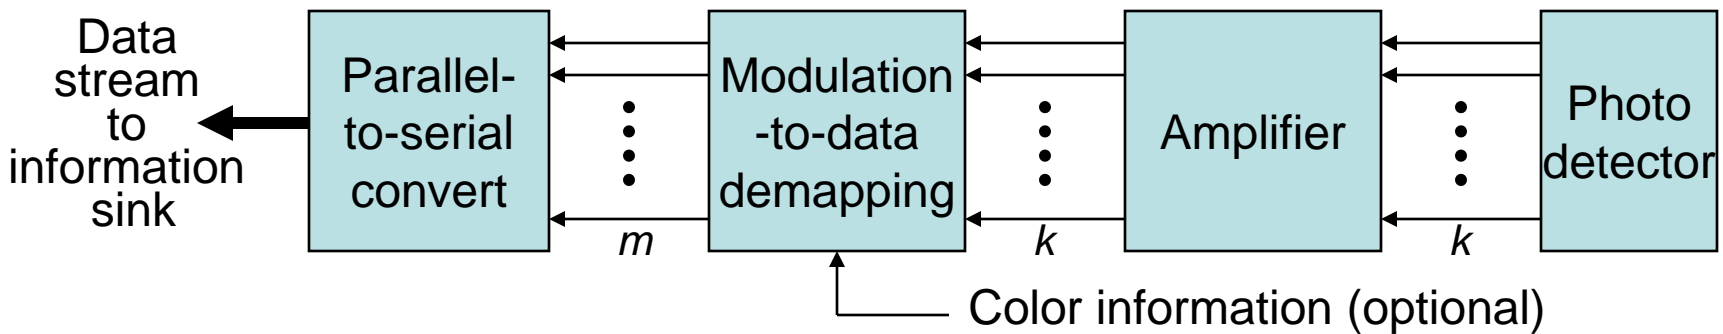 Data
stream
to
information
sink
Parallel-
to-serial
convert
m
Modulation
-to-data
demapping
k
Amplifier
k
Photo
detector
Color information (optional)